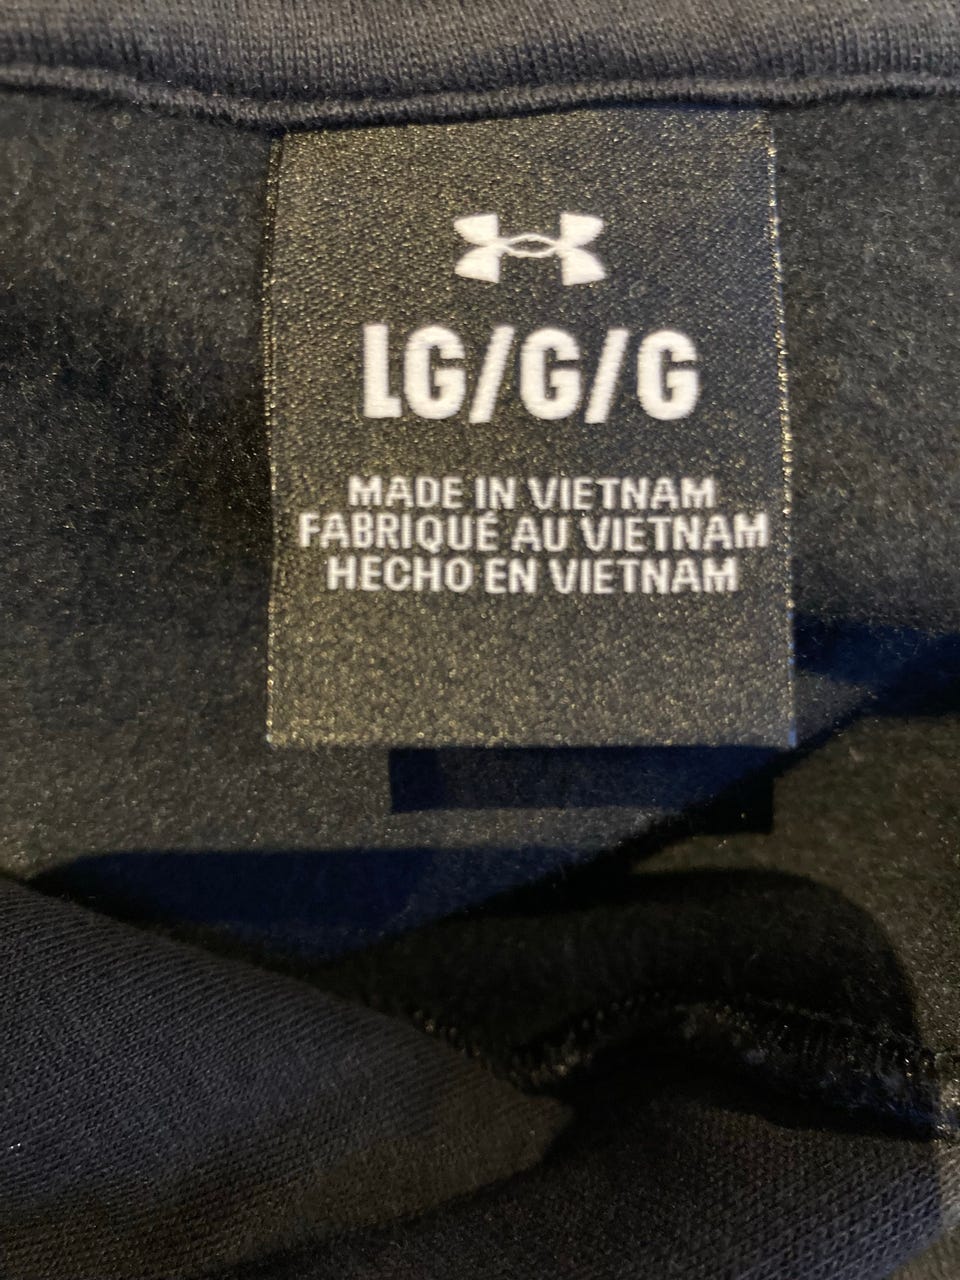 LG/G/G
MADE IN VIETNAM
FABRIQUÉ AU VIETNAM
HECHO EN VIETNAM